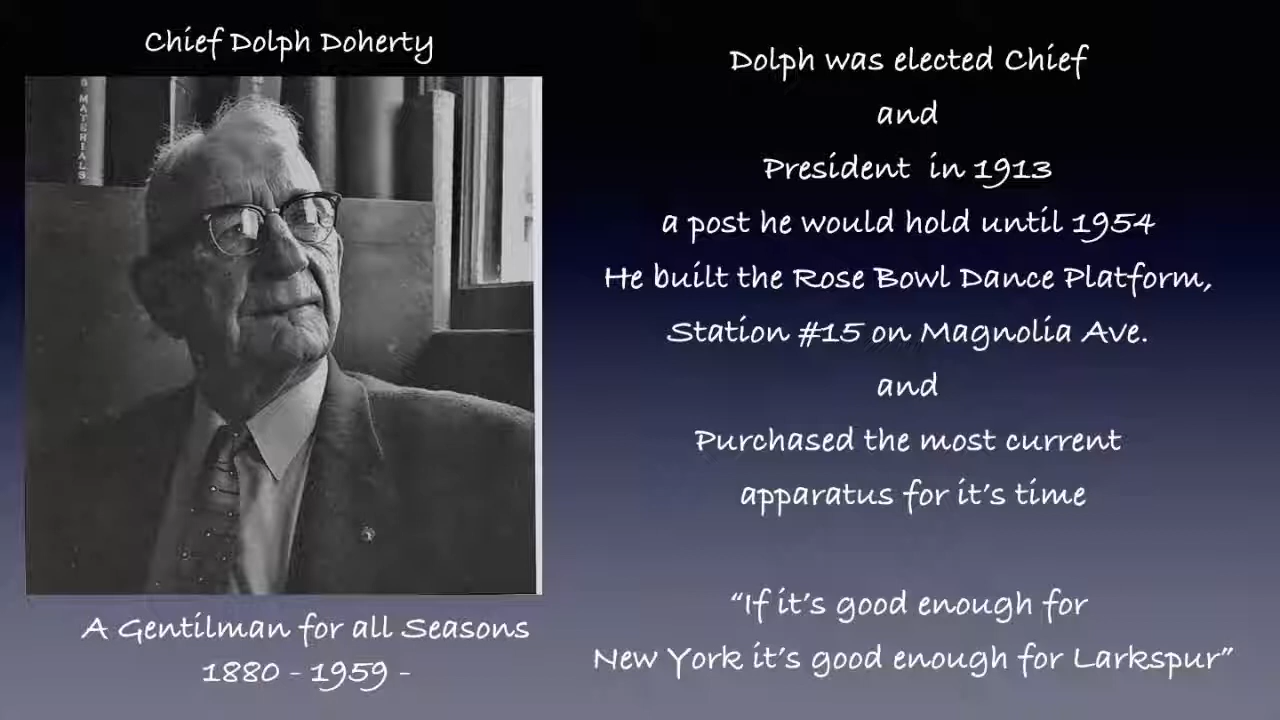 Chief Dolph Doherty
S MATERIALS
A Gentilman for all Seasons
1880 - 1959 -
Dolph was elected Chief
and
President in 1913
a post he would hold until 1954
He built the Rose Bowl Dance Platform,
Station #15 on Magnolia Ave.
and
Purchased the most current
apparatus for it's time
"If it's good enough for
New York it's good enough for Larkspur"